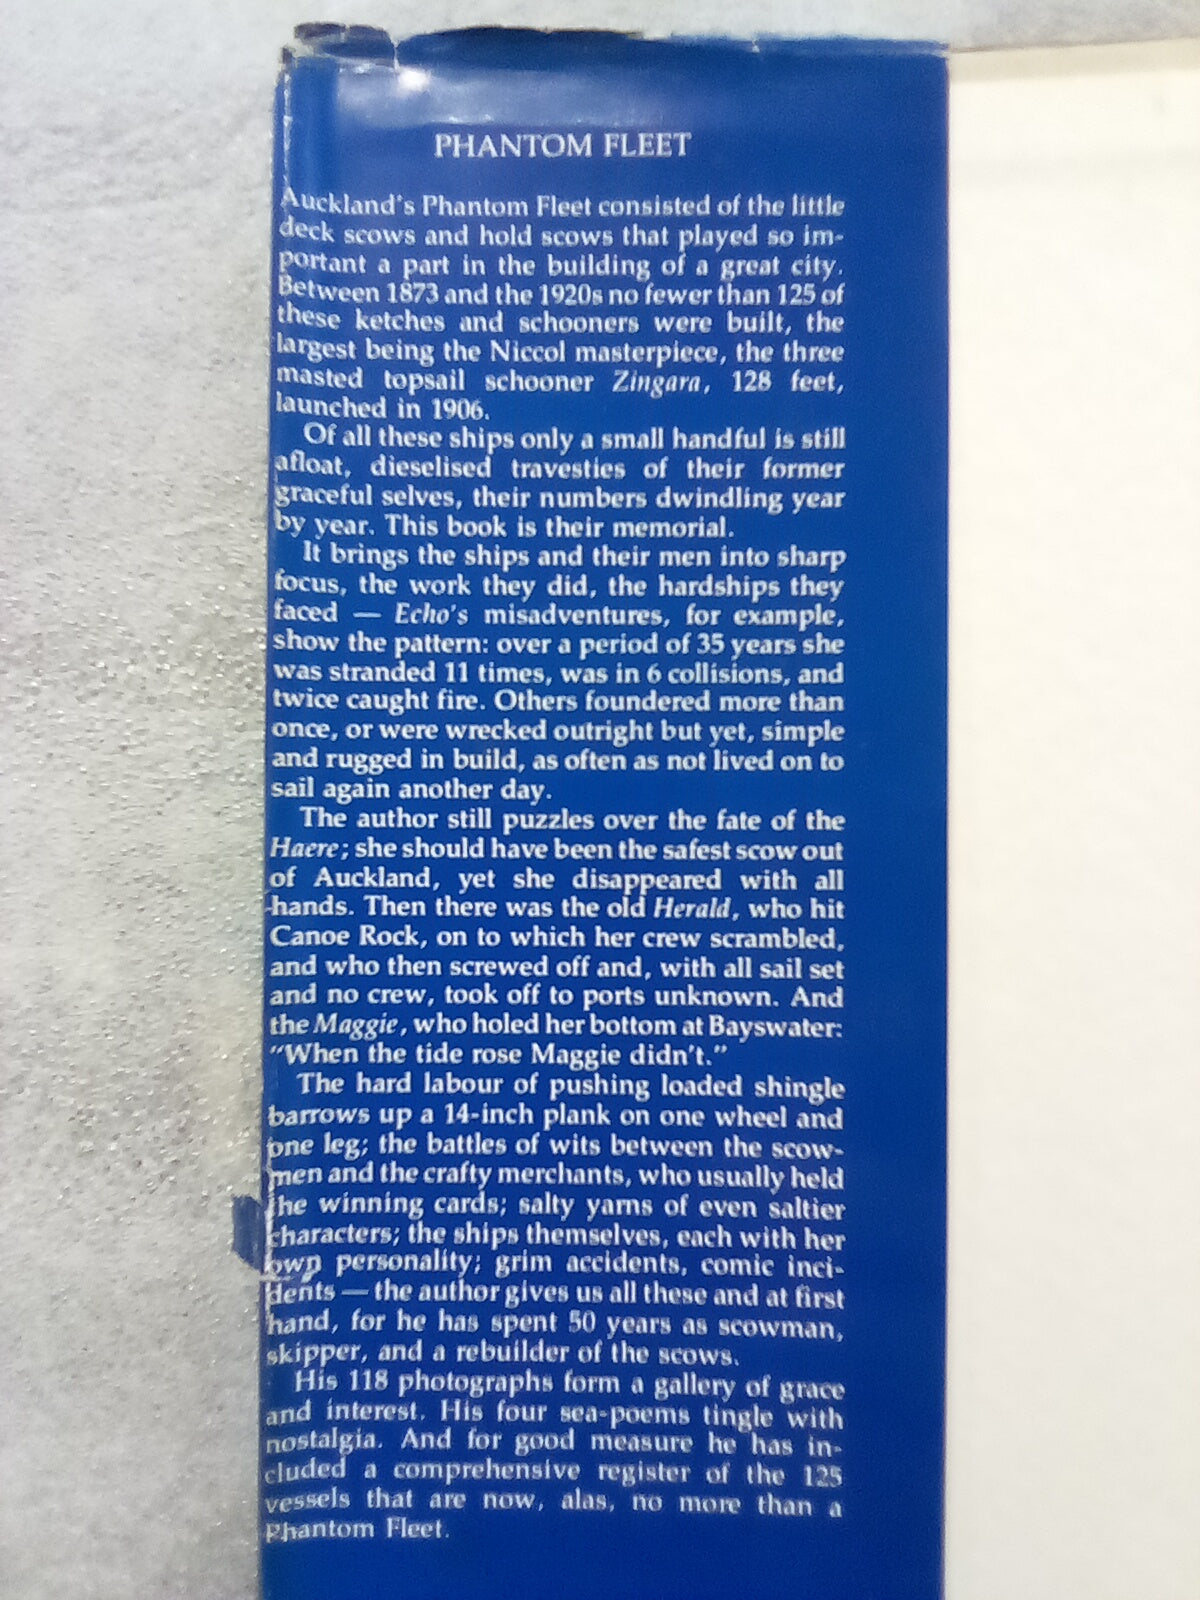 PHANTOM FLEET
Auckland's Phantom Fleet consisted of the little
deck scows and hold scows that played so im-
portant a part in the building of a great city.
Between 1873 and the 1920s no fewer than 125 of
these ketches and schooners were built, the
largest being the Niccol masterpiece, the three
masted topsail schooner Zingara, 128 feet,
launched in 1906.
Of all these ships only a small handful is still
afloat, dieselised travesties of their former
graceful selves, their numbers dwindling year
by year. This book is their memorial.
It brings the ships and their men into sharp
focus, the work they did, the hardships they
faced — Echo's misadventures, for example,
show the pattern: over a period of 35 years she
was stranded 11 times, was in 6 collisions, and
twice caught fire. Others foundered more than
once, or were wrecked outright but yet, simple
and rugged in build, as often as not lived on to
sail again another day.
The author still puzzles over the fate of the
Haere; she should have been the safest scow out
of Auckland, yet she disappeared with all
hands. Then there was the old Herald, who hit
Canoe Rock, on to which her crew scrambled,
and who then screwed off and, with all sail set
and no crew, took off to ports unknown. And
the Maggie, who holed her bottom at Bayswater:
"When the tide rose Maggie didn't."
The hard labour of pushing loaded shingle
barrows up a 14-inch plank on one wheel and
one leg; the battles of wits between the scow-
men and the crafty merchants, who usually held
the winning cards; salty yarns of even saltier
characters; the ships themselves, each with her
own personality; grim accidents, comic inci-
dents — the author gives us all these and at first
hand, for he has spent 50 years as scowman,
skipper, and a rebuilder of the scows.
His 118 photographs form a gallery of grace
and interest. His four sea-poems tingle with
nostalgia. And for good measure he has in-
cluded a comprehensive register of the 125
vessels that are now, alas, no more than a
Phantom Fleet.